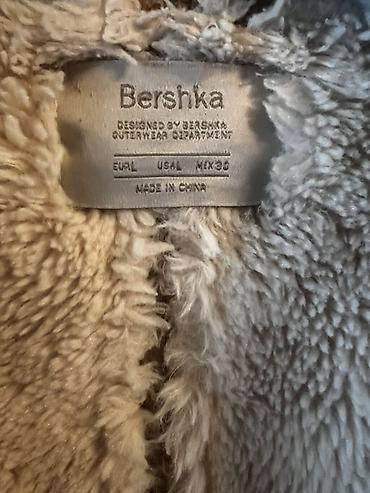 Bershka
DESIGNED BY BERSHKA
OUTERWEAR DEPARTMENT
EUR L USA L MEX 30
MADE IN CHINA